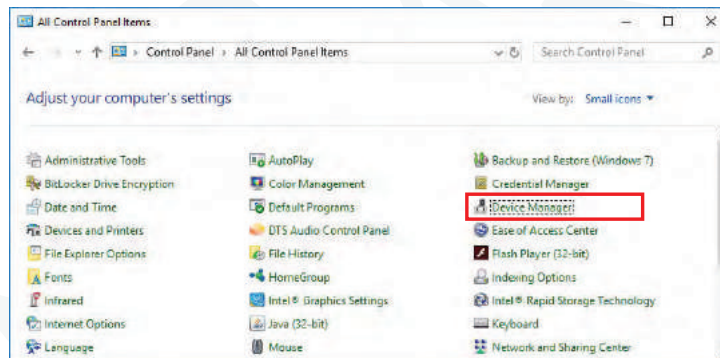 All Control Panel Items
Control Panel › All Control Panel Items
Search Control Panel
Adjust your computer's settings
View by: Small icons
Administrative Tools
AutoPlay
Backup and Restore (Windows 7)
BitLocker Drive Encryption
Color Management
Credential Manager
Date and Time
Default Programs
Device Manager
Devices and Printers
DTS Audio Control Panel
Ease of Access Center
File Explorer Options
File History
Flash Player (32-bit)
Fonts
HomeGroup
Indexing Options
Infrared
Intel® Graphics Settings
Intel® Rapid Storage Technology
Internet Options
Java (32-bit)
Keyboard
Language
Mouse
Network and Sharing Center